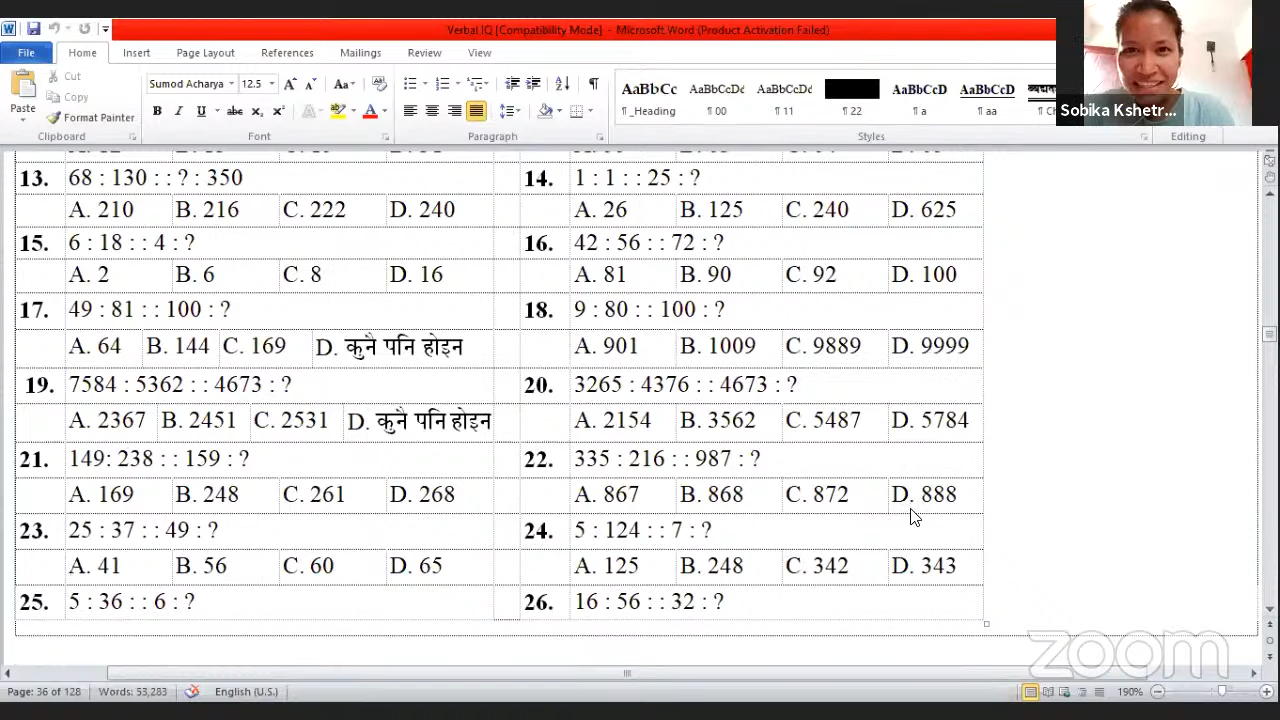 Verbal IQ [Compatibility Mode] - Microsoft Word (Product Activation Failed)
File Home Insert Page Layout References Mailings Review View
Paste
Cut
Copy
Format Painter
Clipboard
Sumod Acharya 12.5
Font
Paragraph
AaBbCc AaBbCcDc AaBbCcDc AaBbCcD AaBbCcD
¶_Heading ¶ 00 ¶ 11 ¶ 22 ¶ a ¶ aa
Styles
Editing
Sobika Kshetr...
13. 68 : 130 : : ? : 350
A. 210 B. 216 C. 222 D. 240
14. 1 : 1 : : 25 : ?
A. 26 B. 125 C. 240 D. 625
15. 6 : 18 : : 4 : ?
A. 2 B. 6 C. 8 D. 16
16. 42 : 56 : : 72 : ?
A. 81 B. 90 C. 92 D. 100
17. 49 : 81 : : 100 : ?
A. 64 B. 144 C. 169 D. कुनै पनि होइन
18. 9 : 80 : : 100 : ?
A. 901 B. 1009 C. 9889 D. 9999
19. 7584 : 5362 : : 4673 : ?
A. 2367 B. 2451 C. 2531 D. कुनै पनि होइन
20. 3265 : 4376 : : 4673 : ?
A. 2154 B. 3562 C. 5487 D. 5784
21. 149: 238 : : 159 : ?
A. 169 B. 248 C. 261 D. 268
22. 335 : 216 : : 987 : ?
A. 867 B. 868 C. 872 D. 888
23. 25 : 37 : : 49 : ?
A. 41 B. 56 C. 60 D. 65
24. 5 : 124 : : 7 : ?
A. 125 B. 248 C. 342 D. 343
25. 5 : 36 : : 6 : ?
26. 16 : 56 : : 32 : ?
zoom
Page: 36 of 128 Words: 53,283 English (U.S.) 190%